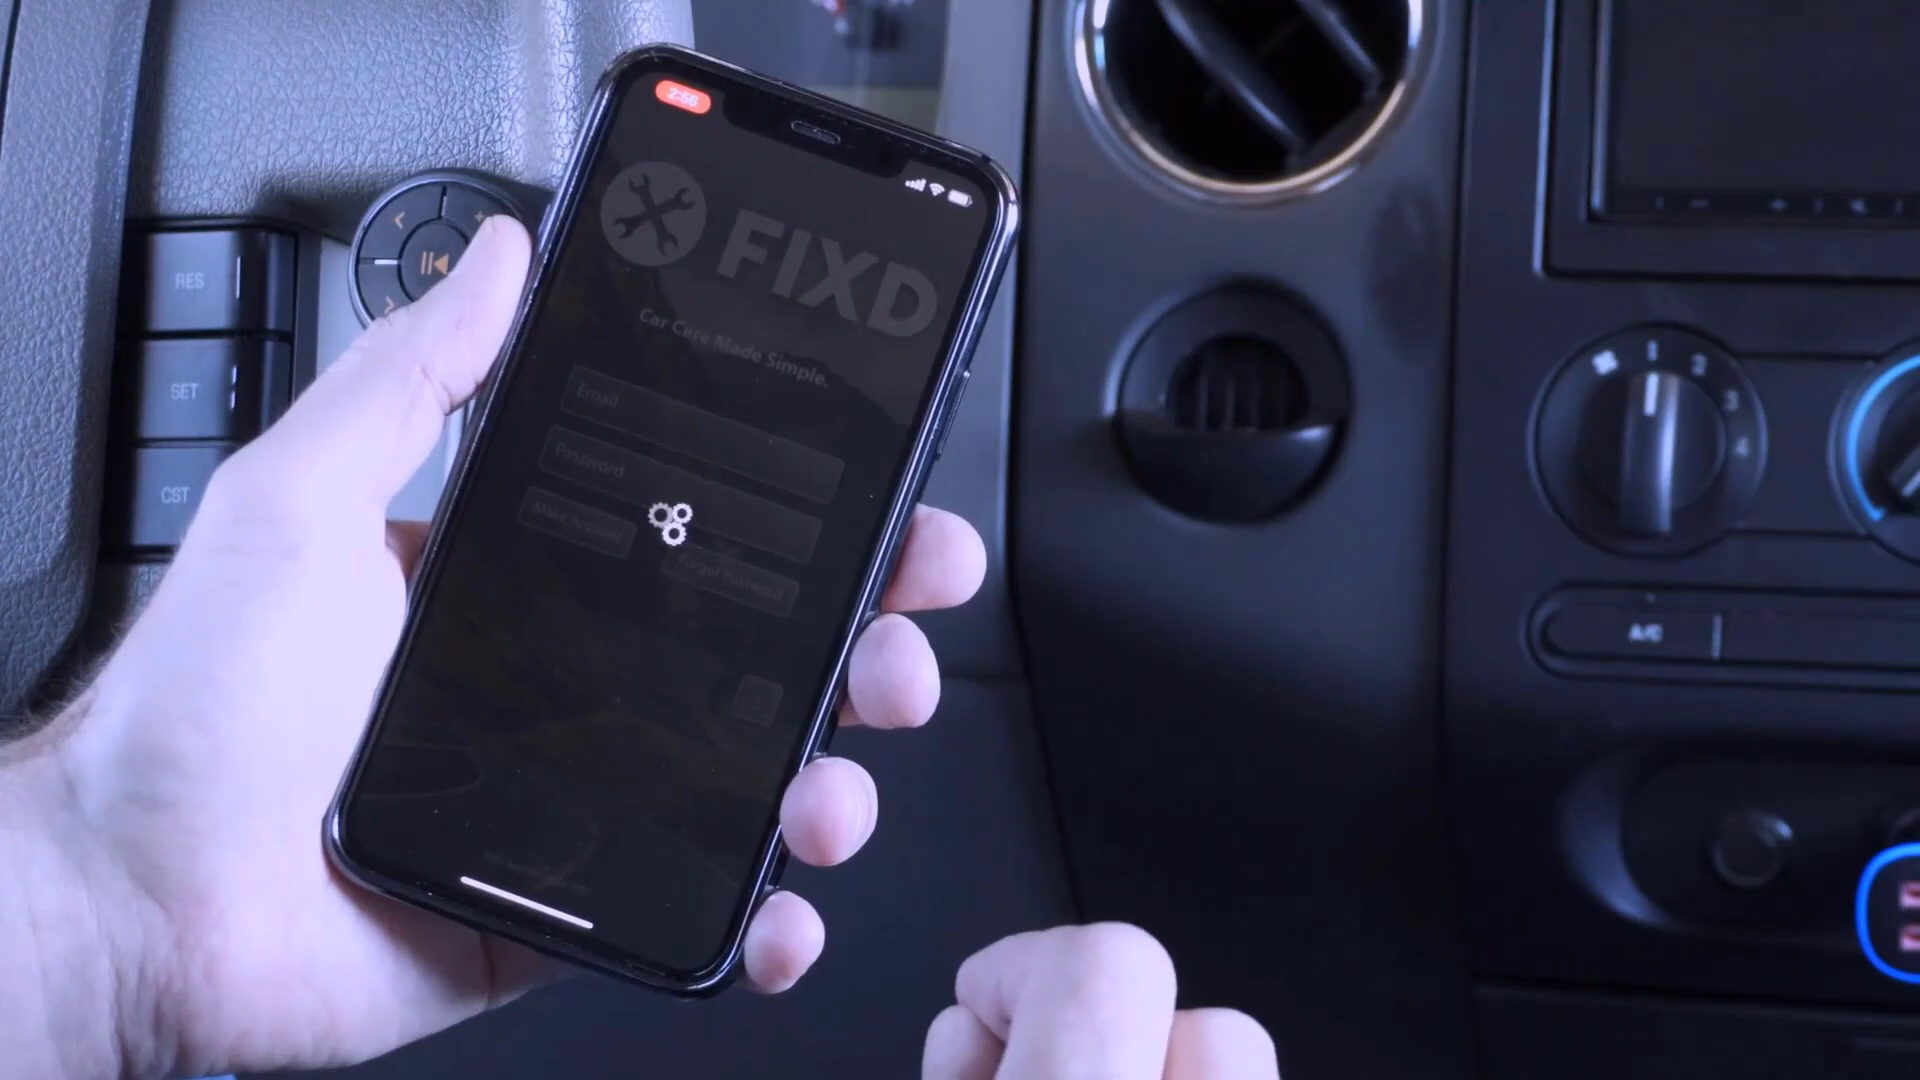 2:56
FIXD
Car Care Made Simple.
Email
Password
Make Account
Forgot Password
RES
SET
CST
1
2
3
4
A/C